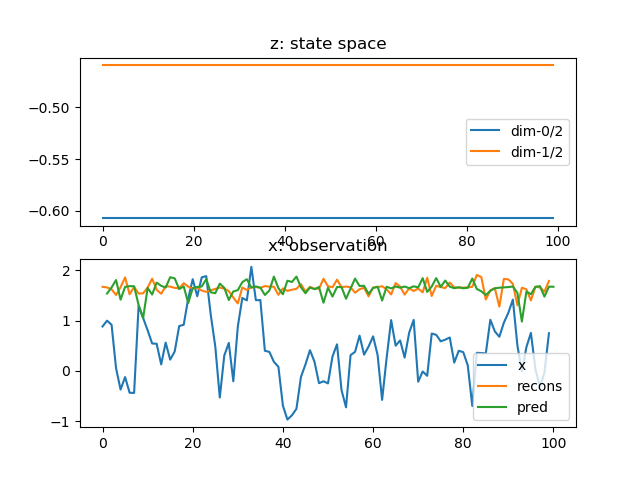 z: state space
−0.50
−0.55
−0.60
dim-0/2
dim-1/2
0 20 40 60 80 100
x: observation
2
1
0
−1
x
recons
pred
0 20 40 60 80 100